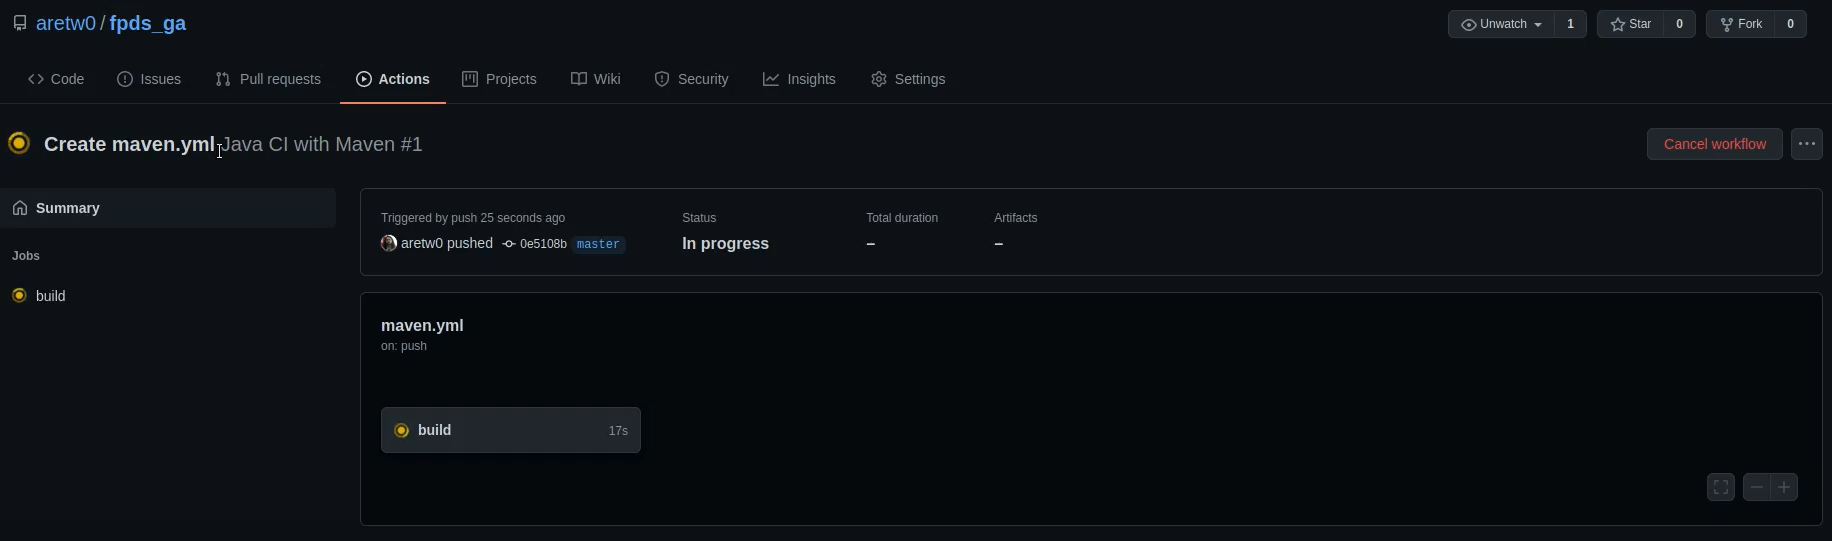 aretw0 / fpds_ga
Unwatch 1 Star 0 Fork 0
Code Issues Pull requests Actions Projects Wiki Security Insights Settings
Create maven.yml Java CI with Maven #1
Cancel workflow
Summary
Jobs
build
Triggered by push 25 seconds ago Status Total duration Artifacts
aretw0 pushed 0e5108b master In progress – –
maven.yml
on: push
build 17s